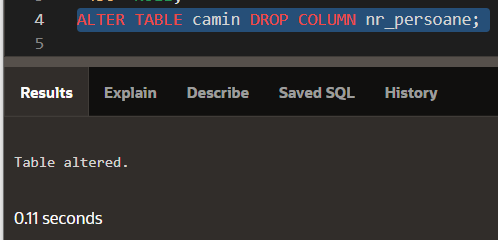 4 ALTER TABLE camin DROP COLUMN nr_persoane;
5
Results Explain Describe Saved SQL History
Table altered.
0.11 seconds